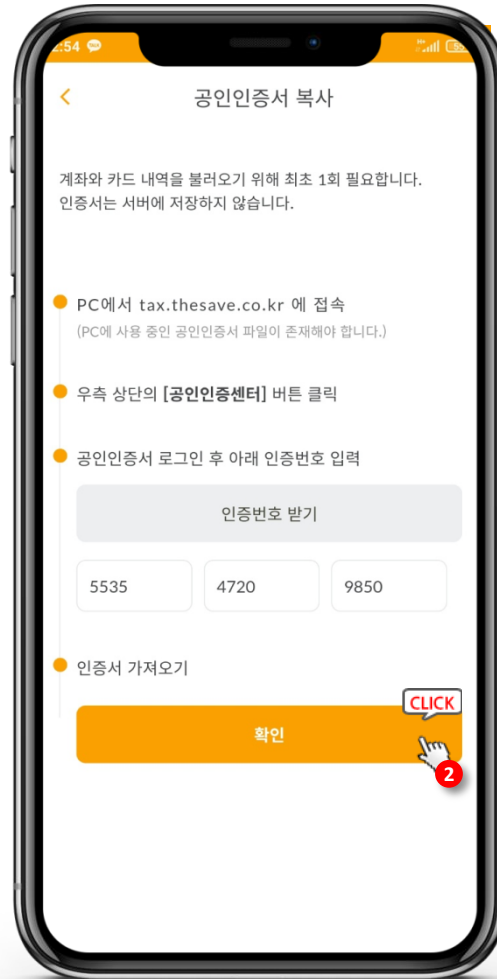 :54
공인인증서 복사
계좌와 카드 내역을 불러오기 위해 최초 1회 필요합니다.
인증서는 서버에 저장하지 않습니다.
PC에서 tax.thesave.co.kr 에 접속
(PC에 사용 중인 공인인증서 파일이 존재해야 합니다.)
우측 상단의 [공인인증센터] 버튼 클릭
공인인증서 로그인 후 아래 인증번호 입력
인증번호 받기
5535 4720 9850
인증서 가져오기
CLICK
확인
2